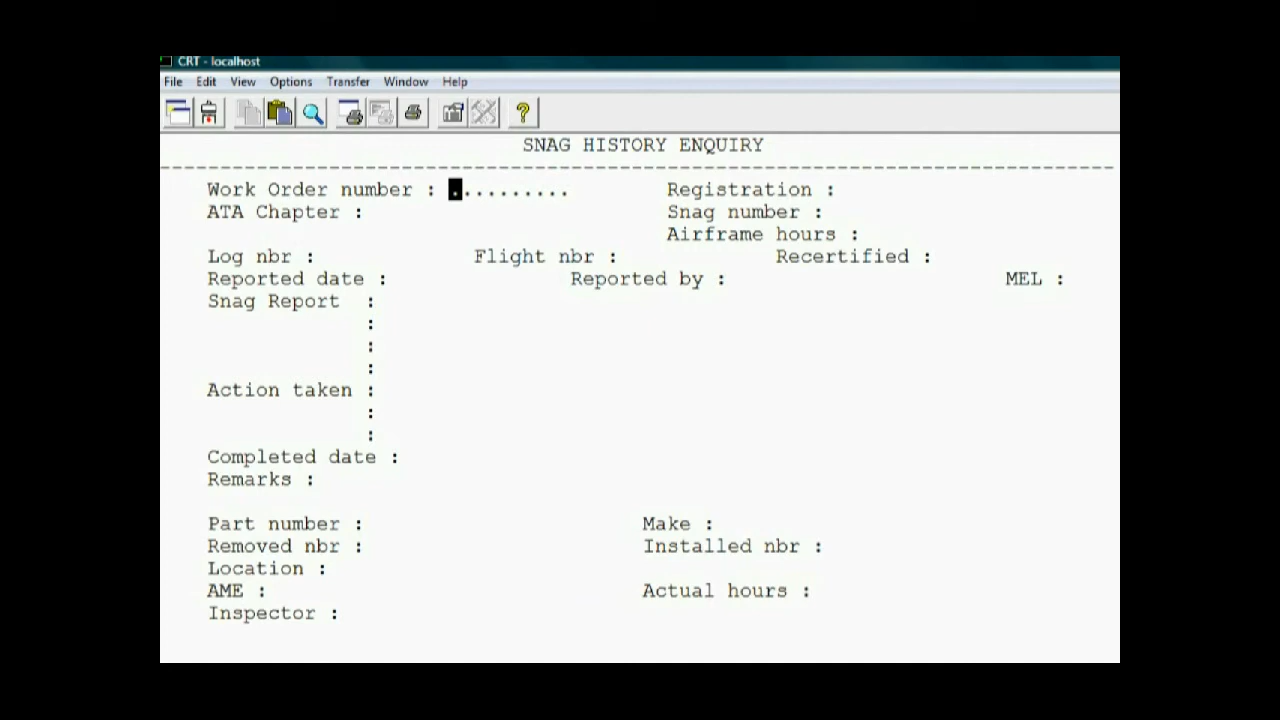 CRT - localhost
File Edit View Options Transfer Window Help
SNAG HISTORY ENQUIRY
Work Order number : .......... Registration :
ATA Chapter : Snag number :
Airframe hours :
Log nbr : Flight nbr : Recertified :
Reported date : Reported by : MEL :
Snag Report :
:
:
:
Action taken :
:
:
Completed date :
Remarks :
Part number : Make :
Removed nbr : Installed nbr :
Location :
AME : Actual hours :
Inspector :